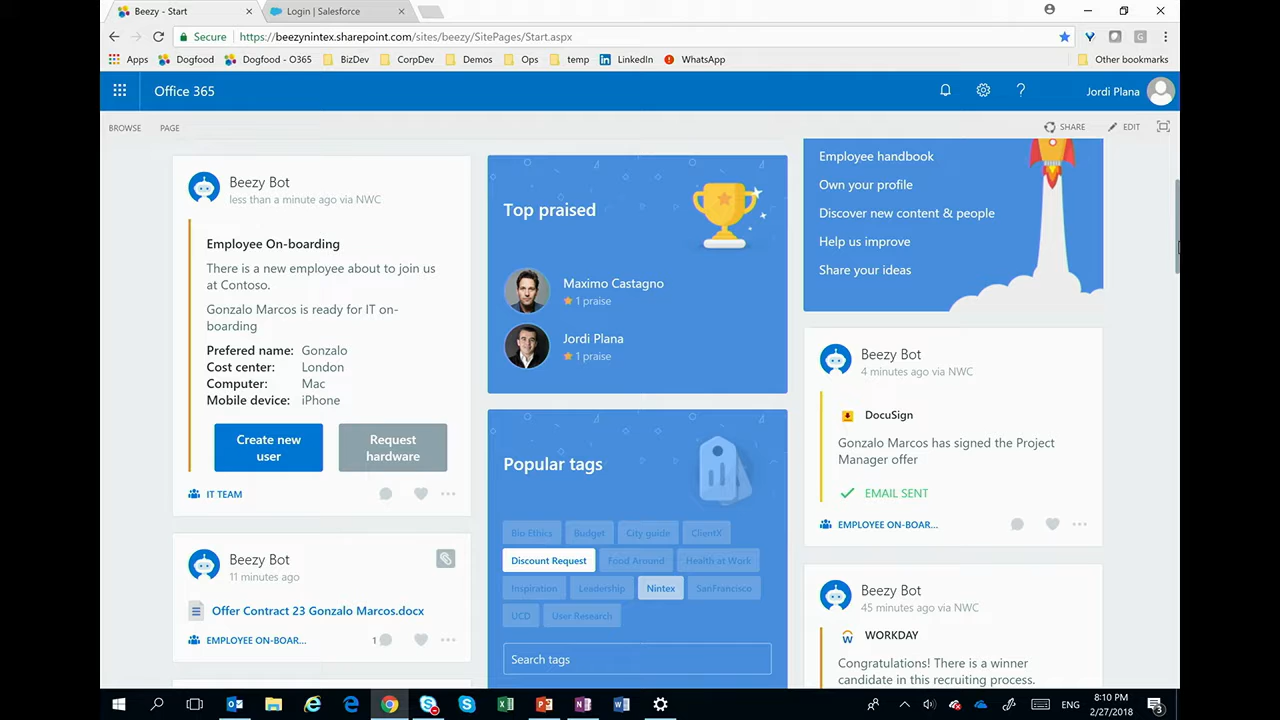 Beezy - Start
Login | Salesforce
Secure
https://beezynintex.sharepoint.com/sites/beezy/SitePages/Start.aspx
Apps
Dogfood
Dogfood - O365
BizDev
CorpDev
Demos
Ops
temp
LinkedIn
WhatsApp
Other bookmarks
Office 365
Jordi Plana
BROWSE
PAGE
SHARE
EDIT
Beezy Bot
less than a minute ago via NWC
Employee On-boarding
There is a new employee about to join us
at Contoso.
Gonzalo Marcos is ready for IT on-
boarding
Prefered name: Gonzalo
Cost center: London
Computer: Mac
Mobile device: iPhone
Create new
user
Request
hardware
IT TEAM
Beezy Bot
11 minutes ago
Offer Contract 23 Gonzalo Marcos.docx
EMPLOYEE ON-BOAR...
1
Top praised
Maximo Castagno
1 praise
Jordi Plana
1 praise
Popular tags
Bio Ethics
Budget
City guide
ClientX
Discount Request
Food Around
Health at Work
Inspiration
Leadership
Nintex
SanFrancisco
UCD
User Research
Search tags
Employee handbook
Own your profile
Discover new content & people
Help us improve
Share your ideas
Beezy Bot
4 minutes ago via NWC
DocuSign
Gonzalo Marcos has signed the Project
Manager offer
EMAIL SENT
EMPLOYEE ON-BOAR...
Beezy Bot
45 minutes ago via NWC
WORKDAY
Congratulations! There is a winner
candidate in this recruiting process.
ENG
8:10 PM
2/27/2018
3